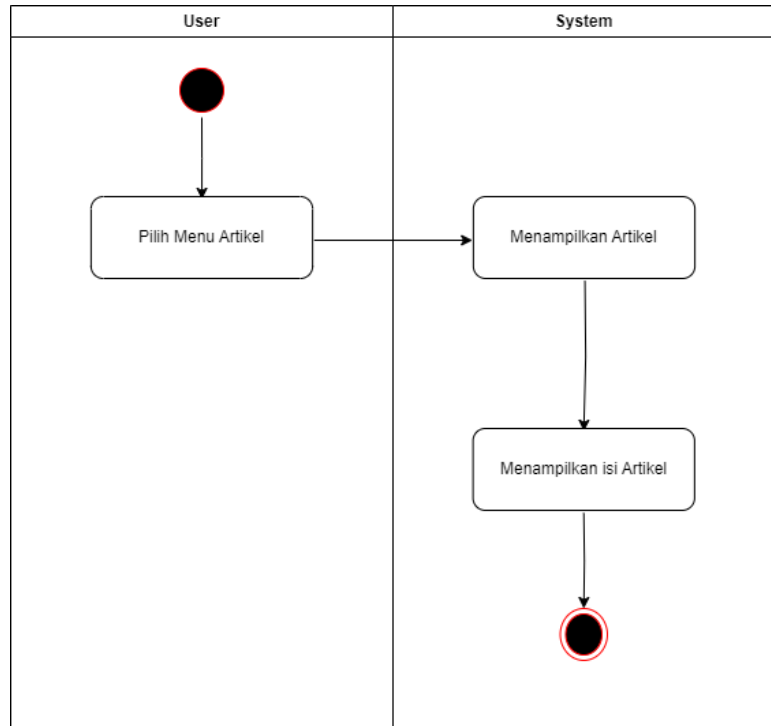 User
System
Pilih Menu Artikel
Menampilkan Artikel
Menampilkan isi Artikel